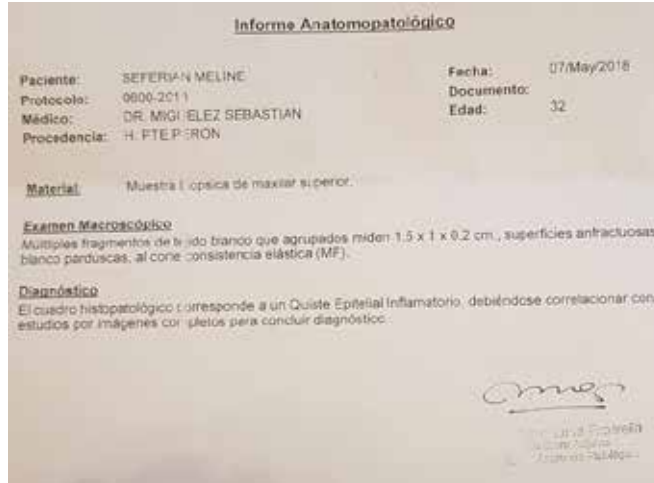 Informe Anatomopatológico
Paciente: SEFERIAN MELINE
Fecha: 07/May/2018
Protocolo:
Documento:
Médico: DR. SEBASTIAN
Edad: 32
Procedencia: H. PTE
Material: Muestra de maxilar superior.
Examen Macroscópico
Múltiples fragmentos de tejido blanco que agrupados miden 1.5 x 1 x 0.2 cm., superficies anfractuosas
blanco parduscas, al corte consistencia elástica (MF).
Diagnóstico
El cuadro histopatológico corresponde a un Quiste Epitelial Inflamatorio, debiéndose correlacionar con
estudios por imágenes completos para concluir diagnóstico.